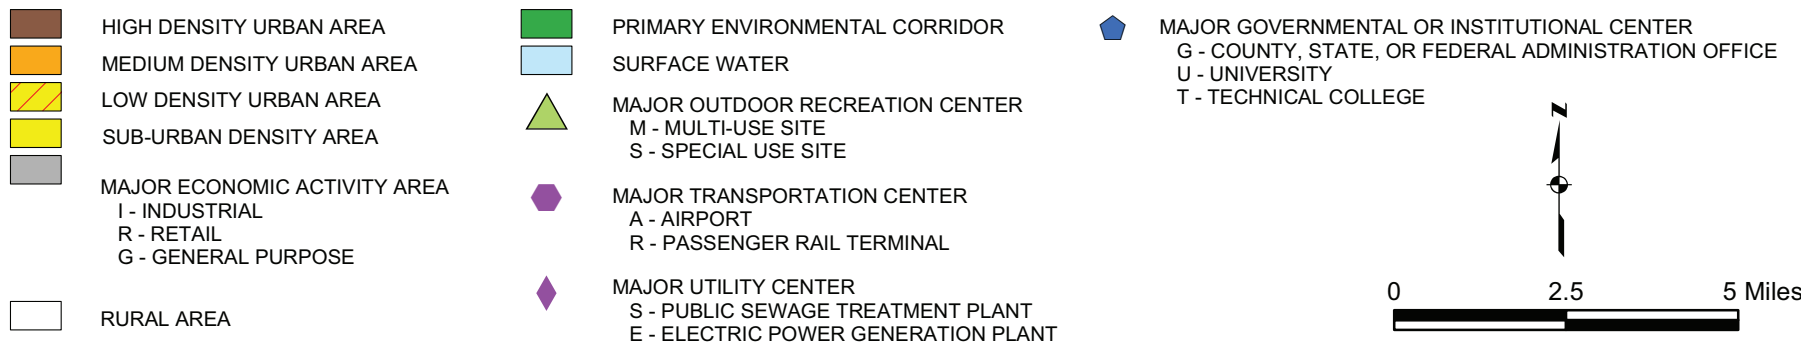 HIGH DENSITY URBAN AREA
MEDIUM DENSITY URBAN AREA
LOW DENSITY URBAN AREA
SUB-URBAN DENSITY AREA
MAJOR ECONOMIC ACTIVITY AREA
I - INDUSTRIAL
R - RETAIL
G - GENERAL PURPOSE
RURAL AREA
PRIMARY ENVIRONMENTAL CORRIDOR
SURFACE WATER
MAJOR OUTDOOR RECREATION CENTER
M - MULTI-USE SITE
S - SPECIAL USE SITE
MAJOR TRANSPORTATION CENTER
A - AIRPORT
R - PASSENGER RAIL TERMINAL
MAJOR UTILITY CENTER
S - PUBLIC SEWAGE TREATMENT PLANT
E - ELECTRIC POWER GENERATION PLANT
MAJOR GOVERNMENTAL OR INSTITUTIONAL CENTER
G - COUNTY, STATE, OR FEDERAL ADMINISTRATION OFFICE
U - UNIVERSITY
T - TECHNICAL COLLEGE
N
0 2.5 5 Miles